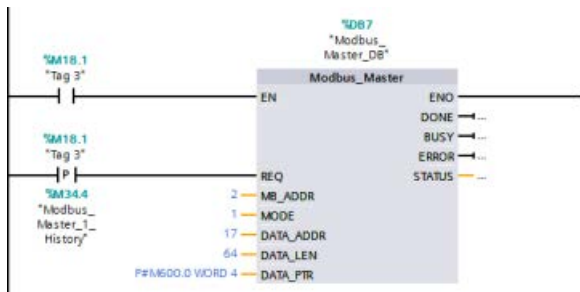 %DB7
"Modbus_
Master_DB"
%M18.1
"Tag 3"
Modbus_Master
EN
ENO
DONE
...
BUSY
...
ERROR
...
STATUS
...
%M18.1
"Tag 3"
P
REQ
%M34.4
"Modbus_
Master_1_
History"
2
MB_ADDR
1
MODE
17
DATA_ADDR
64
DATA_LEN
P#M600.0 WORD 4
DATA_PTR